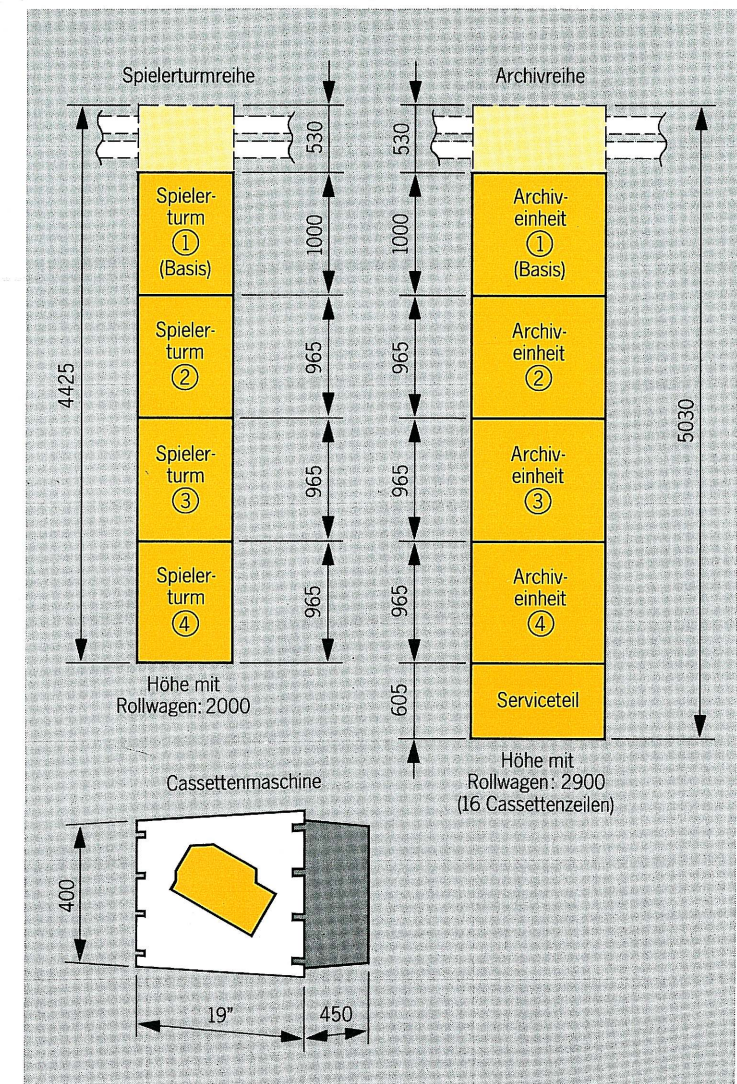 Spielerturmreihe
Archivreihe
530
530
Spieler-
turm
1
(Basis)
1000
1000
Archiv-
einheit
1
(Basis)
4425
Spieler-
turm
2
965
965
Archiv-
einheit
2
5030
Spieler-
turm
3
965
965
Archiv-
einheit
3
Spieler-
turm
4
965
965
Archiv-
einheit
4
Höhe mit
Rollwagen: 2000
605
Serviceteil
Höhe mit
Rollwagen: 2900
(16 Cassettenzeilen)
Cassettenmaschine
400
19"
450